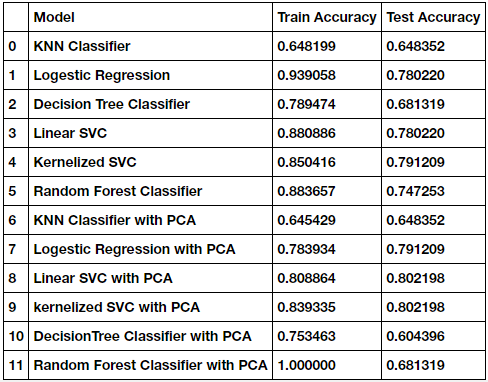 Model Train Accuracy Test Accuracy
0 KNN Classifier 0.648199 0.648352
1 Logestic Regression 0.939058 0.780220
2 Decision Tree Classifier 0.789474 0.681319
3 Linear SVC 0.880886 0.780220
4 Kernelized SVC 0.850416 0.791209
5 Random Forest Classifier 0.883657 0.747253
6 KNN Classifier with PCA 0.645429 0.648352
7 Logestic Regression with PCA 0.783934 0.791209
8 Linear SVC with PCA 0.808864 0.802198
9 kernelized SVC with PCA 0.839335 0.802198
10 DecisionTree Classifier with PCA 0.753463 0.604396
11 Random Forest Classifier with PCA 1.000000 0.681319